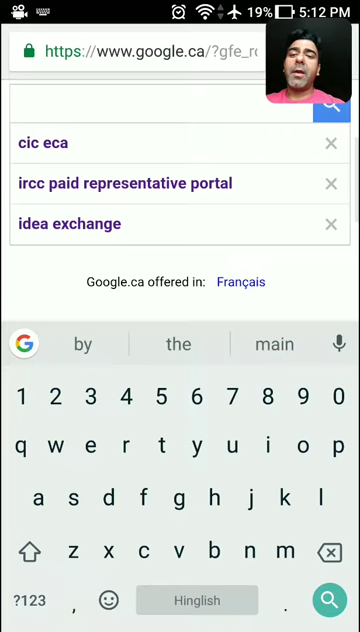 19% 5:12 PM
https://www.google.ca/?gfe_r
cic eca
ircc paid representative portal
idea exchange
Google.ca offered in: Français
by the main
1 2 3 4 5 6 7 8 9 0
q w e r t y u i o p
a s d f g h j k l
z x c v b n m
?123 , Hinglish .